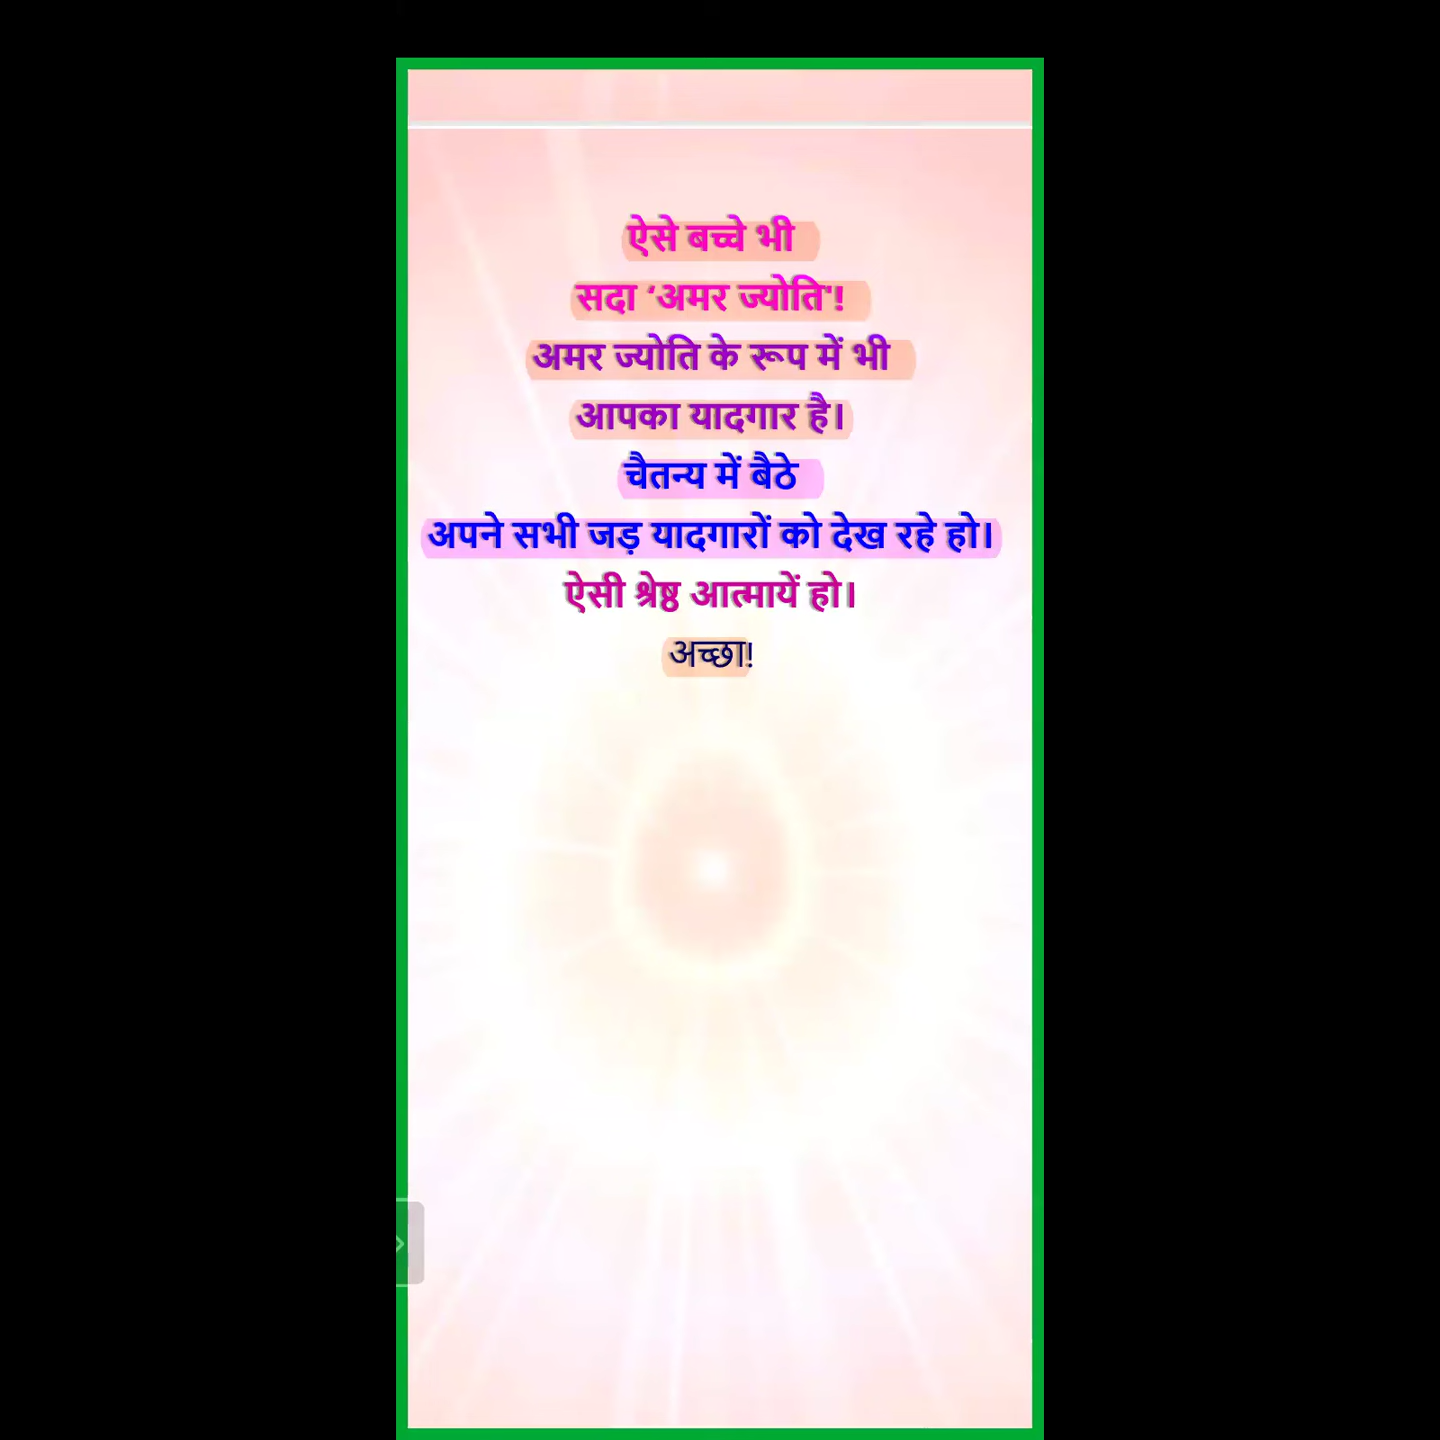 ऐसे बच्चे भी
सदा ‘अमर ज्योति'!
अमर ज्योति के रूप में भी
आपका यादगार है।
चैतन्य में बैठे
अपने सभी जड़ यादगारों को देख रहे हो।
ऐसी श्रेष्ठ आत्मायें हो।
अच्छा!